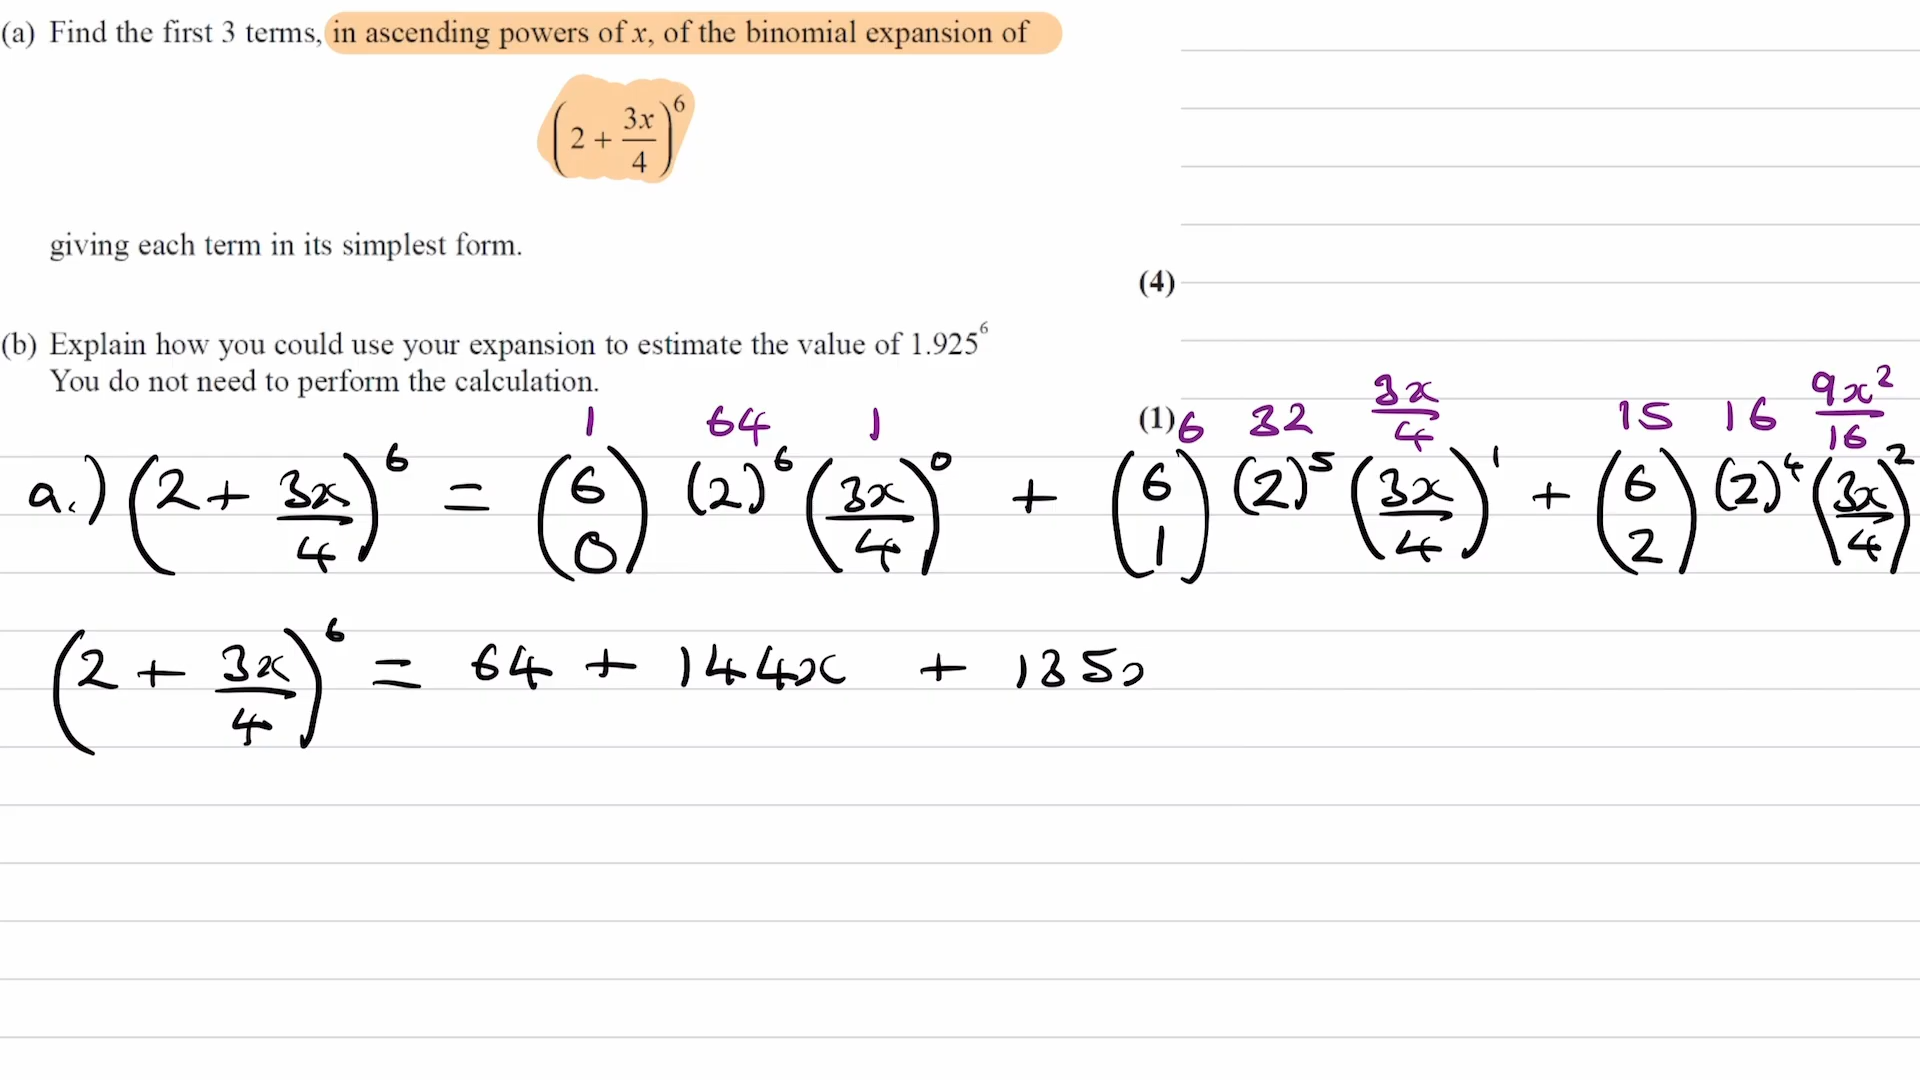 (a) Find the first 3 terms, in ascending powers of x, of the binomial expansion of
(2 + 3x/4)^6
giving each term in its simplest form.
(4)
(b) Explain how you could use your expansion to estimate the value of 1.925^6
You do not need to perform the calculation.
(1)
1 64 1 6 32 3x/4 15 16 9x²/16
a.) (2 + 3x/4)^6 = (6 0) (2)^6 (3x/4)^0 + (6 1) (2)^5 (3x/4)^1 + (6 2) (2)^4 (3x/4)^2
(2 + 3x/4)^6 = 64 + 144x + 135